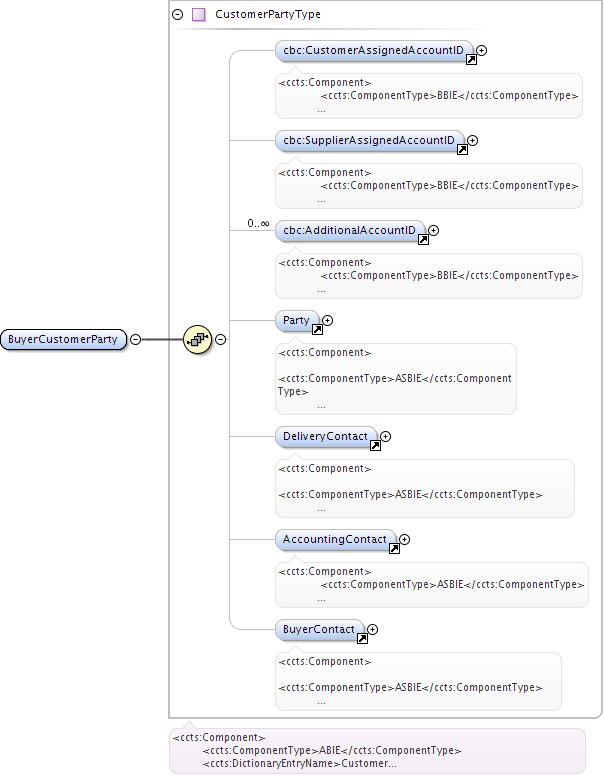 CustomerPartyType
cbc:CustomerAssignedAccountID
<ccts:Component>
<ccts:ComponentType>BBIE</ccts:ComponentType>
...
cbc:SupplierAssignedAccountID
<ccts:Component>
<ccts:ComponentType>BBIE</ccts:ComponentType>
...
0..∞
cbc:AdditionalAccountID
<ccts:Component>
<ccts:ComponentType>BBIE</ccts:ComponentType>
...
Party
<ccts:Component>
<ccts:ComponentType>ASBIE</ccts:Component
Type>
...
BuyerCustomerParty
DeliveryContact
<ccts:Component>
<ccts:ComponentType>ASBIE</ccts:ComponentType>
...
AccountingContact
<ccts:Component>
<ccts:ComponentType>ASBIE</ccts:ComponentType>
...
BuyerContact
<ccts:Component>
<ccts:ComponentType>ASBIE</ccts:ComponentType>
...
<ccts:Component>
<ccts:ComponentType>ABIE</ccts:ComponentType>
<ccts:DictionaryEntryName>Customer...